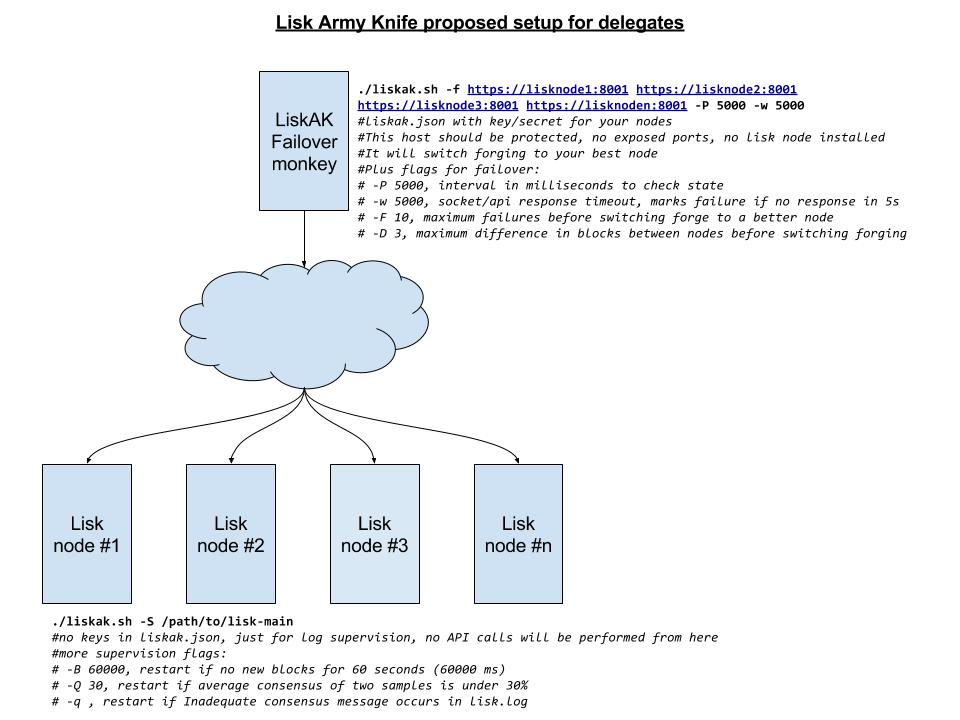 Lisk Army Knife proposed setup for delegates
LiskAK
Failover
monkey
./liskak.sh -f https://lisknode1:8001 https://lisknode2:8001
https://lisknode3:8001 https://lisknoden:8001 -P 5000 -w 5000
#liskak.json with key/secret for your nodes
#This host should be protected, no exposed ports, no lisk node installed
#It will switch forging to your best node
#Plus flags for failover:
# -P 5000, interval in milliseconds to check state
# -w 5000, socket/api response timeout, marks failure if no response in 5s
# -F 10, maximum failures before switching forge to a better node
# -D 3, maximum difference in blocks between nodes before switching forging
Lisk
node #1
Lisk
node #2
Lisk
node #3
Lisk
node #n
./liskak.sh -S /path/to/lisk-main
#no keys in liskak.json, just for log supervision, no API calls will be performed from here
#more supervision flags:
# -B 60000, restart if no new blocks for 60 seconds (60000 ms)
# -Q 30, restart if average consensus of two samples is under 30%
# -q , restart if Inadequate consensus message occurs in lisk.log